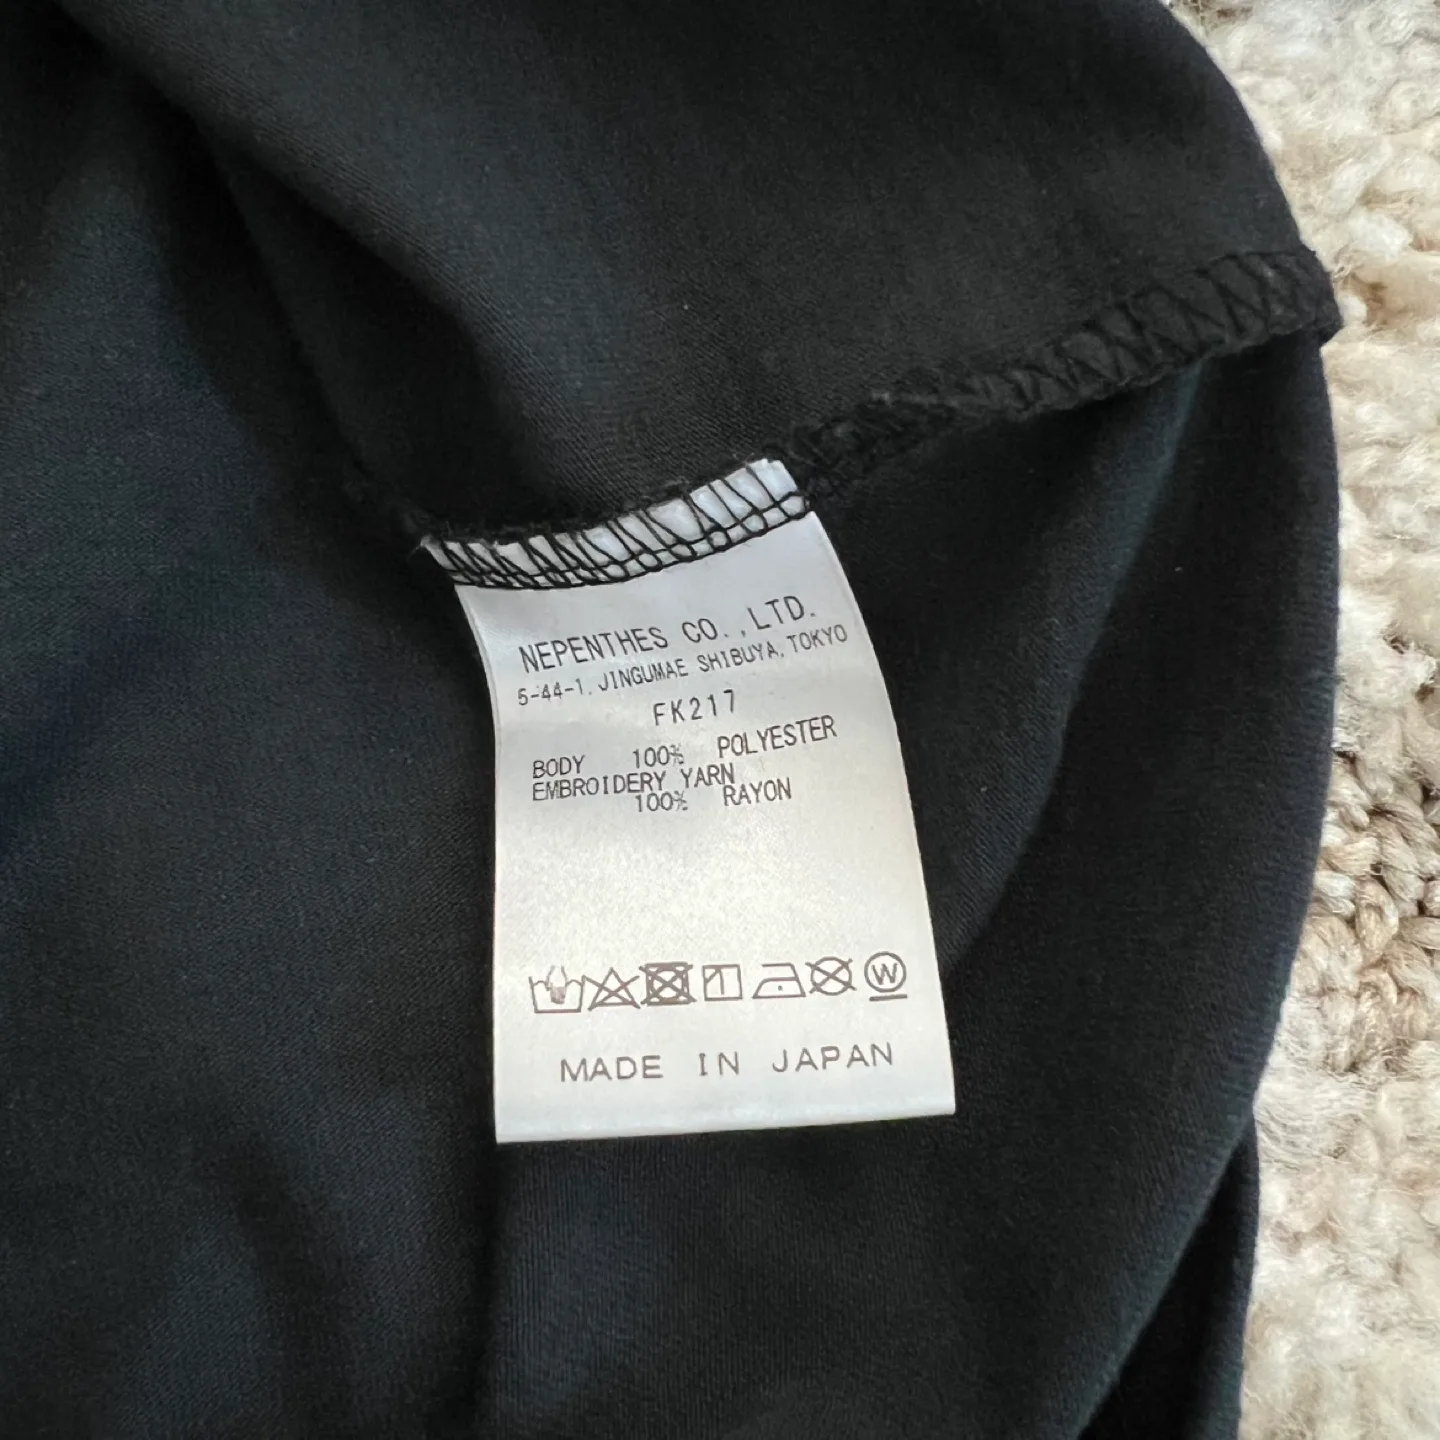 NEPENTHES CO.,LTD.
5-44-1, JINGUMAE SHIBUYA, TOKYO
FK217
BODY 100% POLYESTER
EMBROIDERY YARN
100% RAYON
W
MADE IN JAPAN